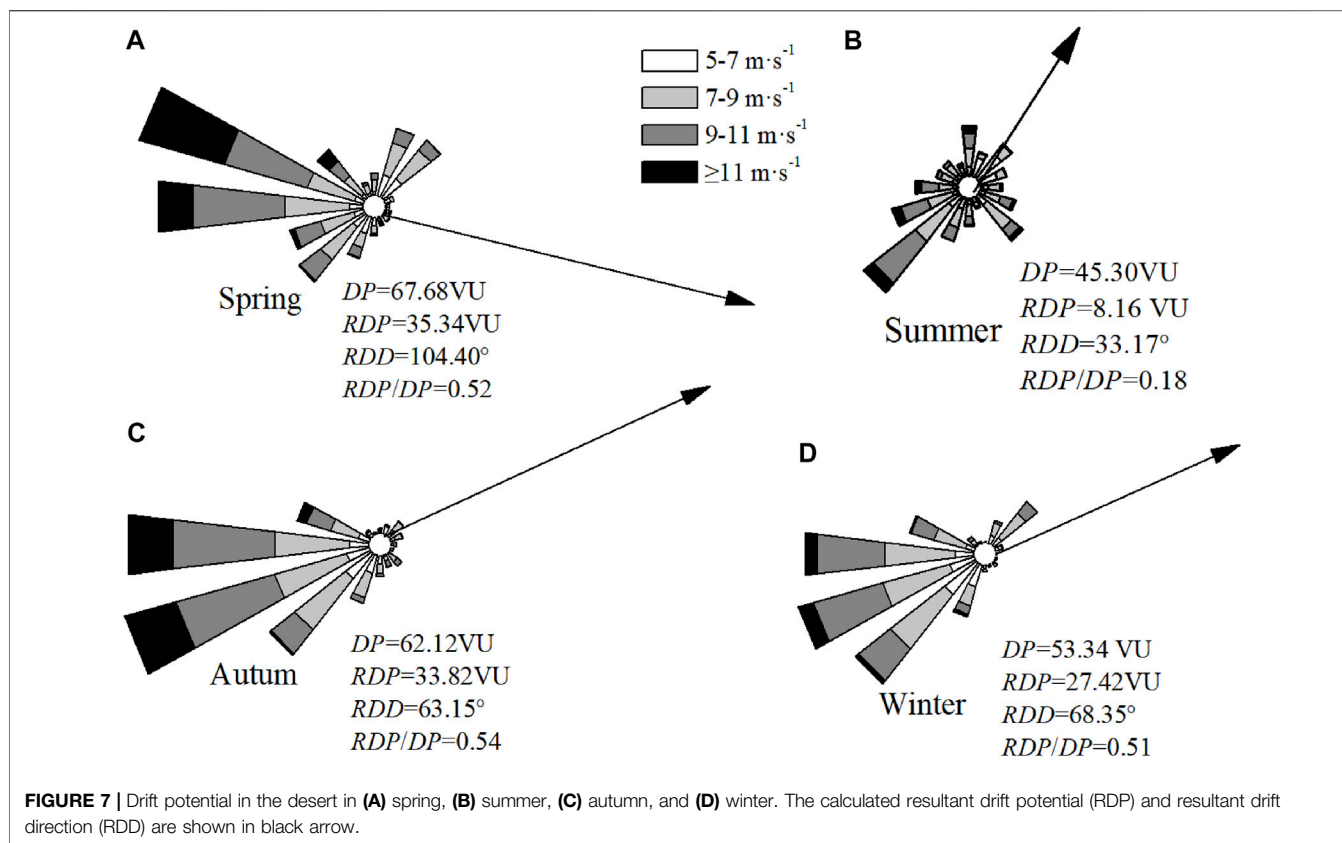 A
5-7 m·s⁻¹
7-9 m·s⁻¹
9-11 m·s⁻¹
≥11 m·s⁻¹
B
Spring
DP=67.68VU
RDP=35.34VU
RDD=104.40°
RDP/DP=0.52
Summer
DP=45.30VU
RDP=8.16 VU
RDD=33.17°
RDP/DP=0.18
C
Autum
DP=62.12VU
RDP=33.82VU
RDD=63.15°
RDP/DP=0.54
D
Winter
DP=53.34 VU
RDP=27.42VU
RDD=68.35°
RDP/DP=0.51
FIGURE 7 | Drift potential in the desert in (A) spring, (B) summer, (C) autumn, and (D) winter. The calculated resultant drift potential (RDP) and resultant drift
direction (RDD) are shown in black arrow.